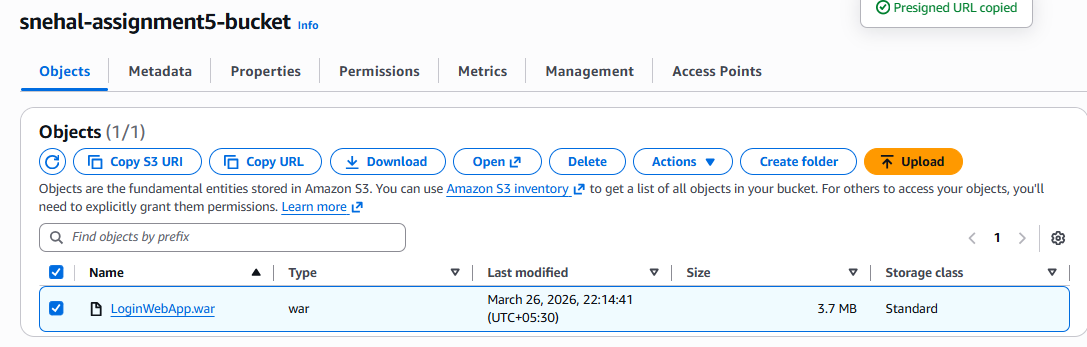 snehal-assignment5-bucket Info
Presigned URL copied
Objects Metadata Properties Permissions Metrics Management Access Points
Objects (1/1)
Copy S3 URI Copy URL Download Open Delete Actions Create folder Upload
Objects are the fundamental entities stored in Amazon S3. You can use Amazon S3 inventory to get a list of all objects in your bucket. For others to access your objects, you'll
need to explicitly grant them permissions. Learn more
Find objects by prefix
1
Name Type Last modified Size Storage class
LoginWebApp.war war March 26, 2026, 22:14:41 3.7 MB Standard
(UTC+05:30)